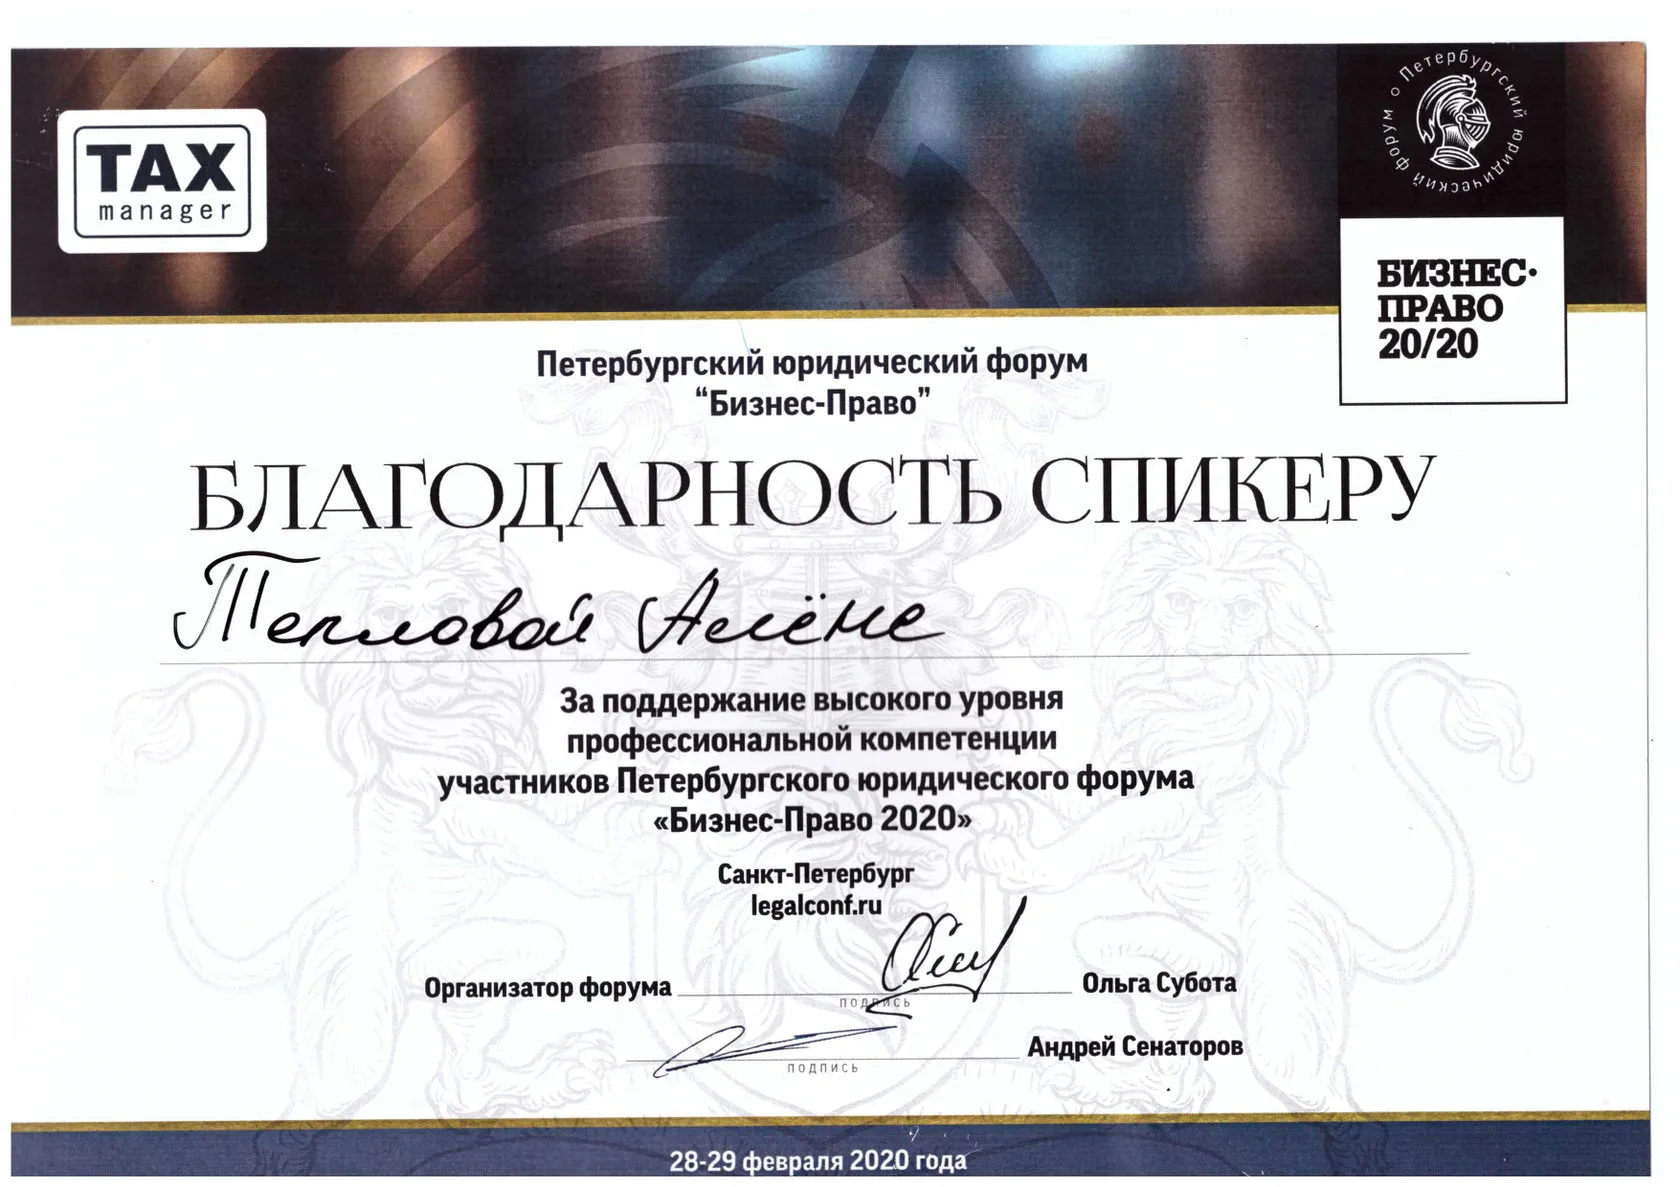 TAX
manager
Петербургский юридический форум
БИЗНЕС-
ПРАВО
20/20
Петербургский юридический форум
“Бизнес-Право”
БЛАГОДАРНОСТЬ СПИКЕРУ
Тепловой Алёне
За поддержание высокого уровня
профессиональной компетенции
участников Петербургского юридического форума
«Бизнес-Право 2020»
Санкт-Петербург
legalconf.ru
Организатор форума Ольга Субота
подпись
Андрей Сенаторов
подпись
28-29 февраля 2020 года